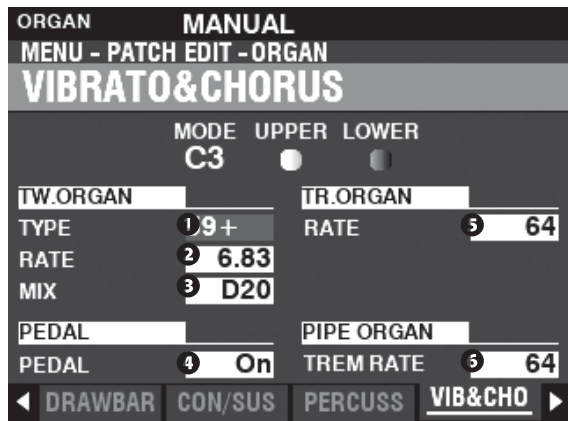 ORGAN MANUAL
MENU - PATCH EDIT - ORGAN
VIBRATO&CHORUS
MODE UPPER LOWER
C3
TW.ORGAN TR.ORGAN
TYPE 1 9+ RATE 5 64
RATE 2 6.83
MIX 3 D20
PEDAL PIPE ORGAN
PEDAL 4 On TREM RATE 6 64
DRAWBAR CON/SUS PERCUSS VIB&CHO